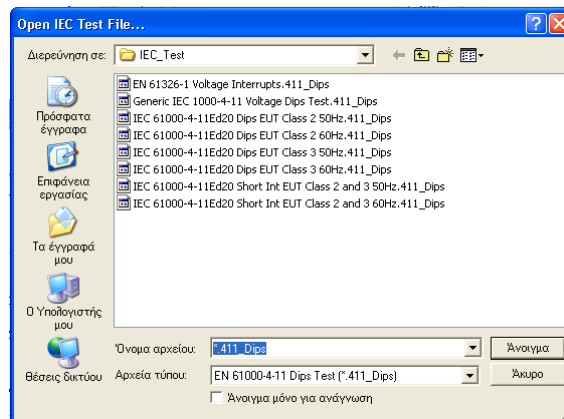 Open IEC Test File...
Διερεύνηση σε:
IEC_Test
Πρόσφατα
έγγραφα
Επιφάνεια
εργασίας
Τα έγγραφά
μου
Ο Υπολογιστής
μου
Θέσεις δικτύου
EN 61326-1 Voltage Interrupts.411_Dips
Generic IEC 1000-4-11 Voltage Dips Test.411_Dips
IEC 61000-4-11Ed20 Dips EUT Class 2 50Hz.411_Dips
IEC 61000-4-11Ed20 Dips EUT Class 2 60Hz.411_Dips
IEC 61000-4-11Ed20 Dips EUT Class 3 50Hz.411_Dips
IEC 61000-4-11Ed20 Dips EUT Class 3 60Hz.411_Dips
IEC 61000-4-11Ed20 Short Int EUT Class 2 and 3 50Hz.411_Dips
IEC 61000-4-11Ed20 Short Int EUT Class 2 and 3 60Hz.411_Dips
Όνομα αρχείου:
*.411_Dips
Άνοιγμα
Αρχεία τύπου:
EN 61000-4-11 Dips Test (*.411_Dips)
Άκυρο
Άνοιγμα μόνο για ανάγνωση